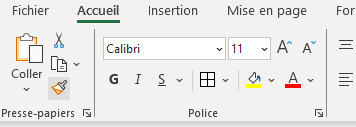 Fichier Accueil Insertion Mise en page For
Calibri 11 A A
Coller G I S A
Presse-papiers Police